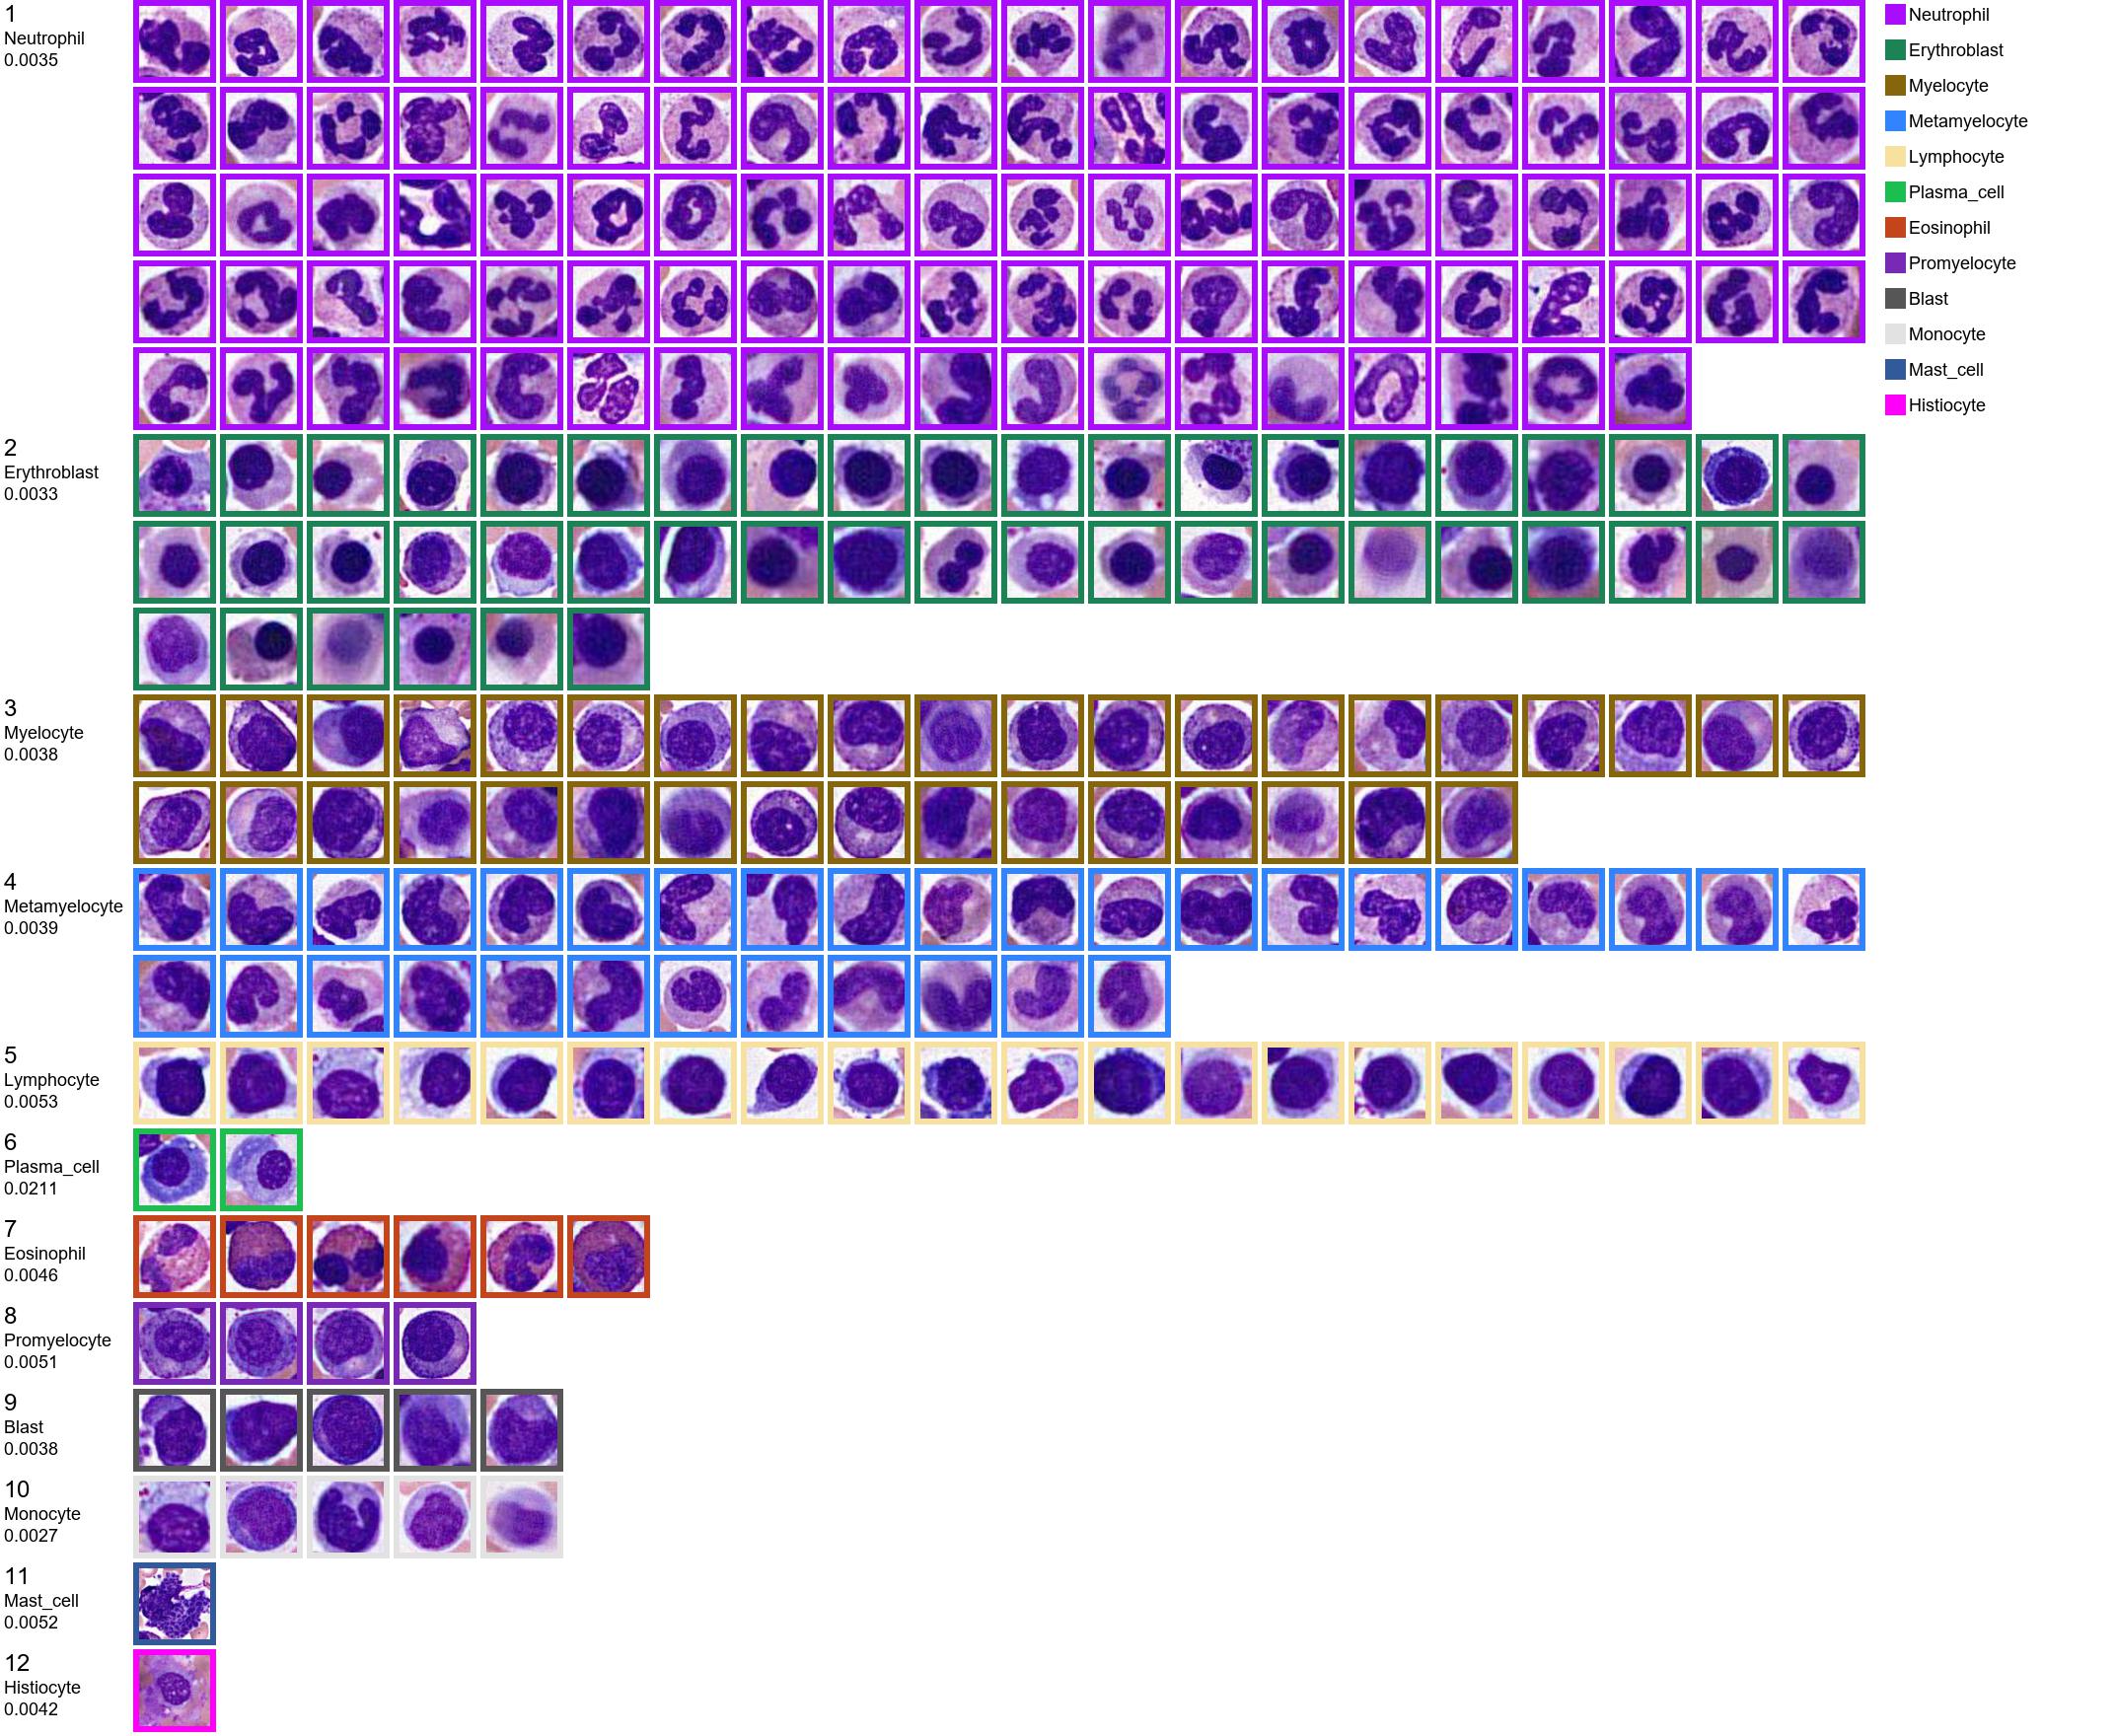 1
Neutrophil
0.0035
2
Erythroblast
0.0033
3
Myelocyte
0.0038
4
Metamyelocyte
0.0039
5
Lymphocyte
0.0053
6
Plasma_cell
0.0211
7
Eosinophil
0.0046
8
Promyelocyte
0.0051
9
Blast
0.0038
10
Monocyte
0.0027
11
Mast_cell
0.0052
12
Histiocyte
0.0042
Neutrophil
Erythroblast
Myelocyte
Metamyelocyte
Lymphocyte
Plasma_cell
Eosinophil
Promyelocyte
Blast
Monocyte
Mast_cell
Histiocyte